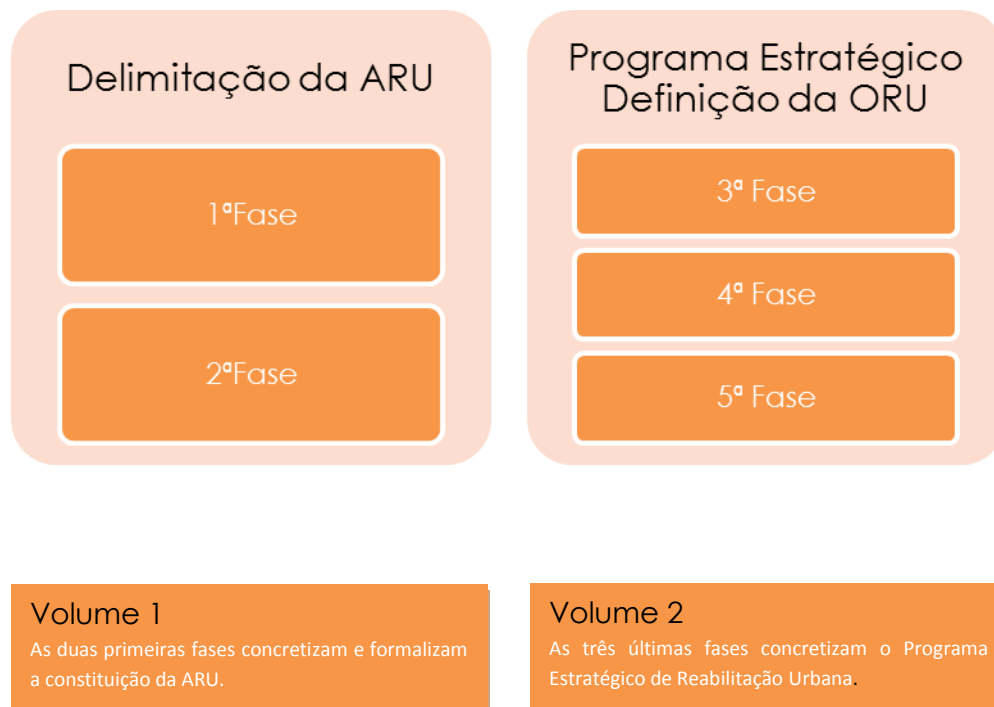 Delimitação da ARU
1ªFase
2ªFase
Programa Estratégico
Definição da ORU
3ª Fase
4ª Fase
5ª Fase
Volume 1
As duas primeiras fases concretizam e formalizam
a constituição da ARU.
Volume 2
As três últimas fases concretizam o Programa
Estratégico de Reabilitação Urbana.